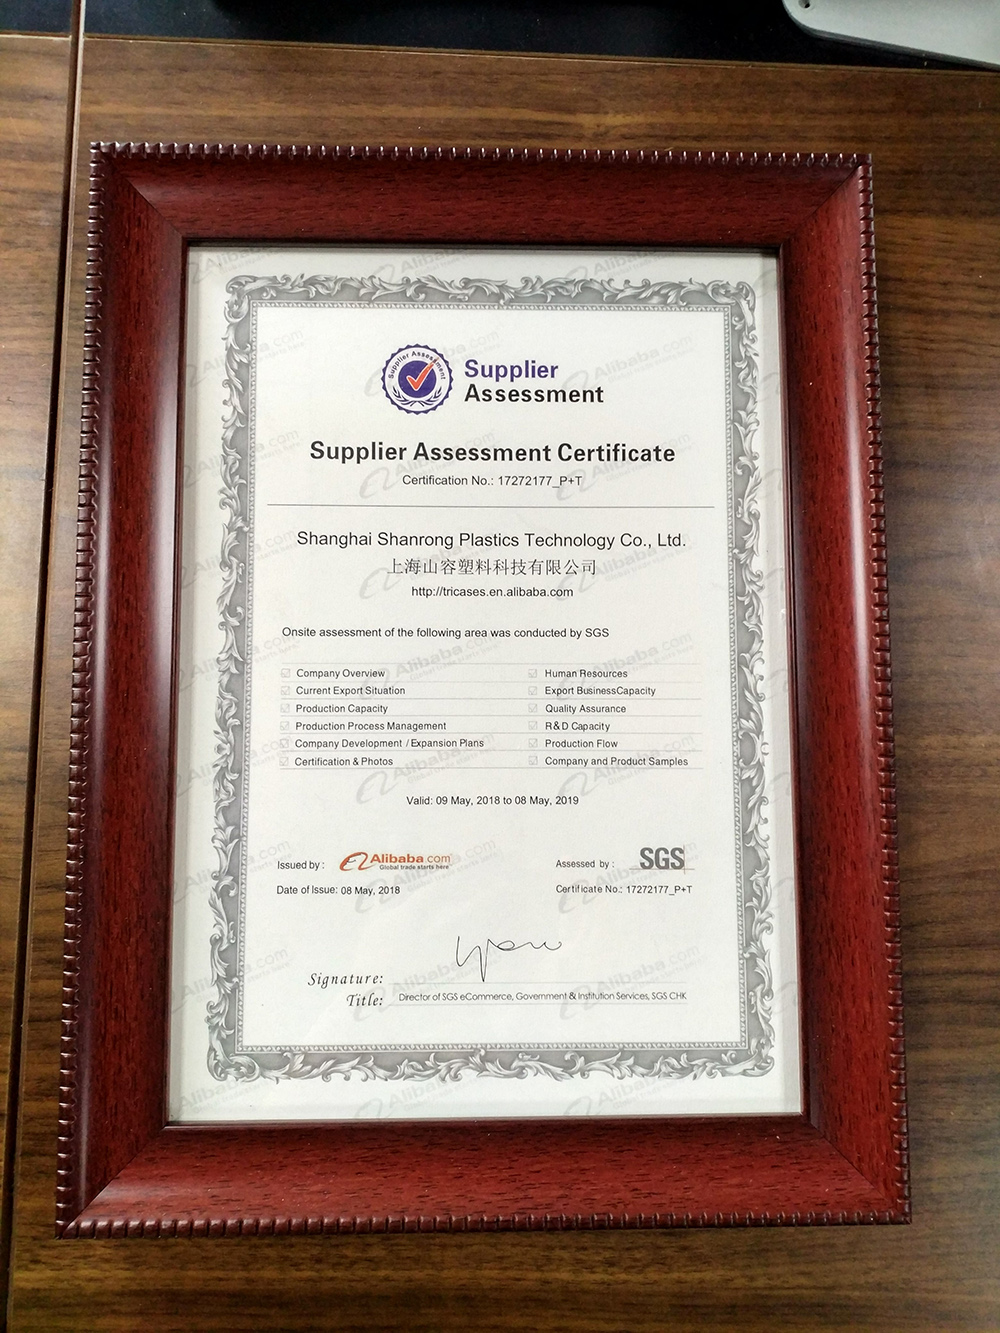 Supplier Assessment
Supplier
Assessment
Supplier Assessment Certificate
Certification No.: 17272177_P+T
Shanghai Shanrong Plastics Technology Co., Ltd.
上海山容塑料科技有限公司
http://tricases.en.alibaba.com
Onsite assessment of the following area was conducted by SGS
Company Overview Human Resources
Current Export Situation Export BusinessCapacity
Production Capacity Quality Assurance
Production Process Management R&D Capacity
Company Development / Expansion Plans Production Flow
Certification & Photos Company and Product Samples
Valid: 09 May, 2018 to 08 May, 2019
Issued by : Alibaba.com Assessed by : SGS
Global trade starts here
Date of Issue: 08 May, 2018 Certificate No.: 17272177_P+T
Signature:
Title: Director of SGS eCommerce, Government & Institution Services, SGS CHK